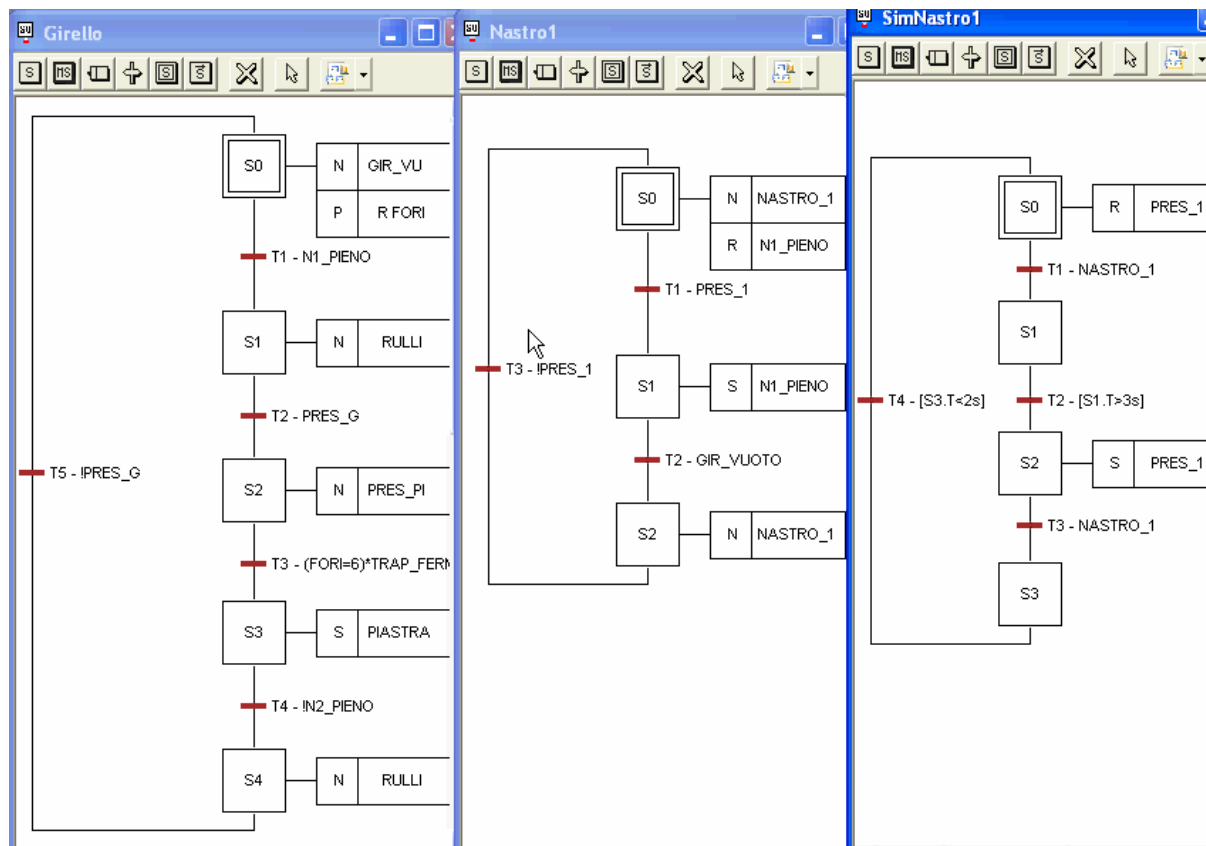 Girello
S0
N GIR_VU
P R FORI
T1 - N1_PIENO
S1
N RULLI
T2 - PRES_G
T5 - !PRES_G
S2
N PRES_PI
T3 - (FORI=6)*TRAP_FERM
S3
S PIASTRA
T4 - !N2_PIENO
S4
N RULLI
Nastro1
S0
N NASTRO_1
R N1_PIENO
T1 - PRES_1
T3 - !PRES_1
S1
S N1_PIENO
T2 - GIR_VUOTO
S2
N NASTRO_1
SimNastro1
S0
R PRES_1
T1 - NASTRO_1
S1
T4 - [S3.T<2s]
T2 - [S1.T>3s]
S2
S PRES_1
T3 - NASTRO_1
S3